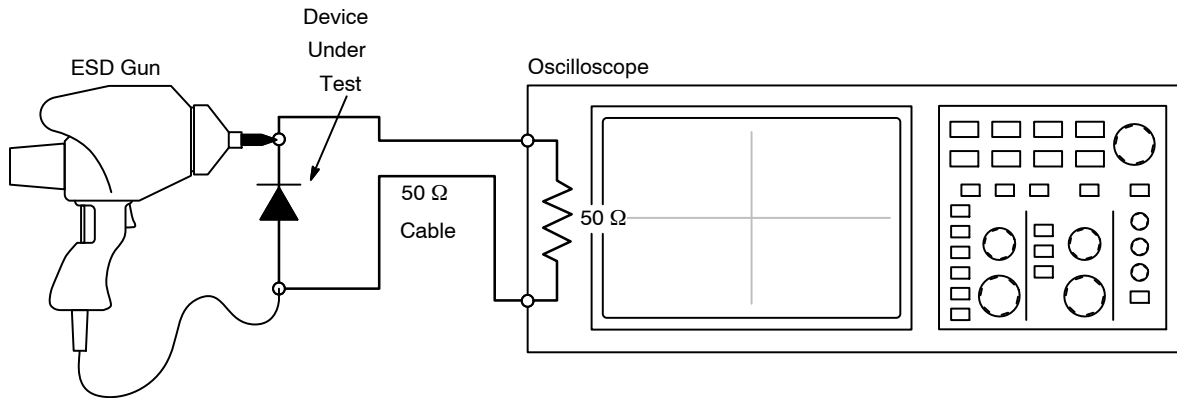 Device
Under
Test
ESD Gun
Oscilloscope
50 Ω
Cable
50 Ω